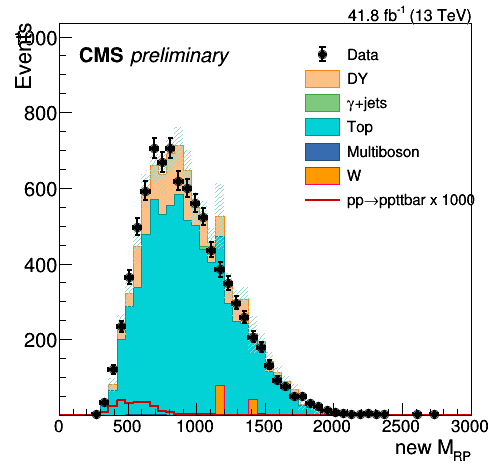 41.8 fb⁻¹ (13 TeV)
Events
CMS preliminary
Data
DY
γ+jets
Top
Multiboson
W
pp→ppttbar x 1000
1000
800
600
400
200
0 500 1000 1500 2000 2500 3000
new M_RP